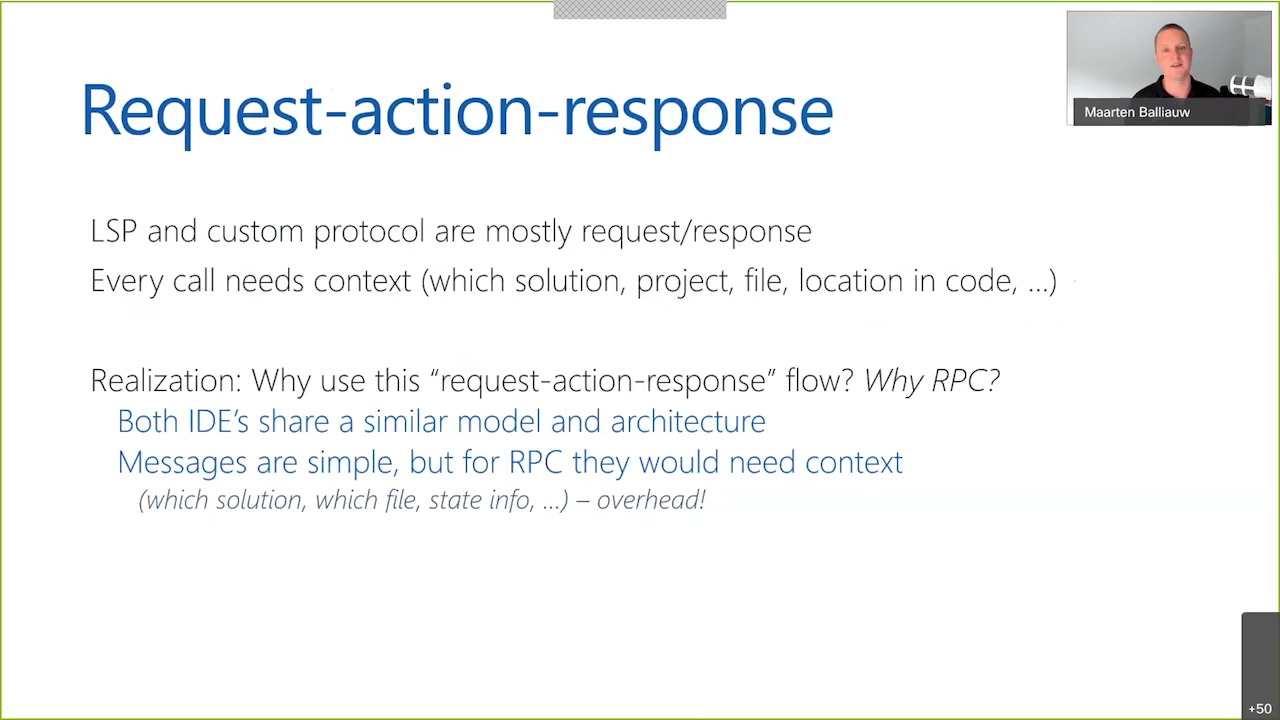 Request-action-response
Maarten Balliauw
LSP and custom protocol are mostly request/response
Every call needs context (which solution, project, file, location in code, …)
Realization: Why use this “request-action-response” flow? Why RPC?
Both IDE’s share a similar model and architecture
Messages are simple, but for RPC they would need context
(which solution, which file, state info, …) – overhead!
+50